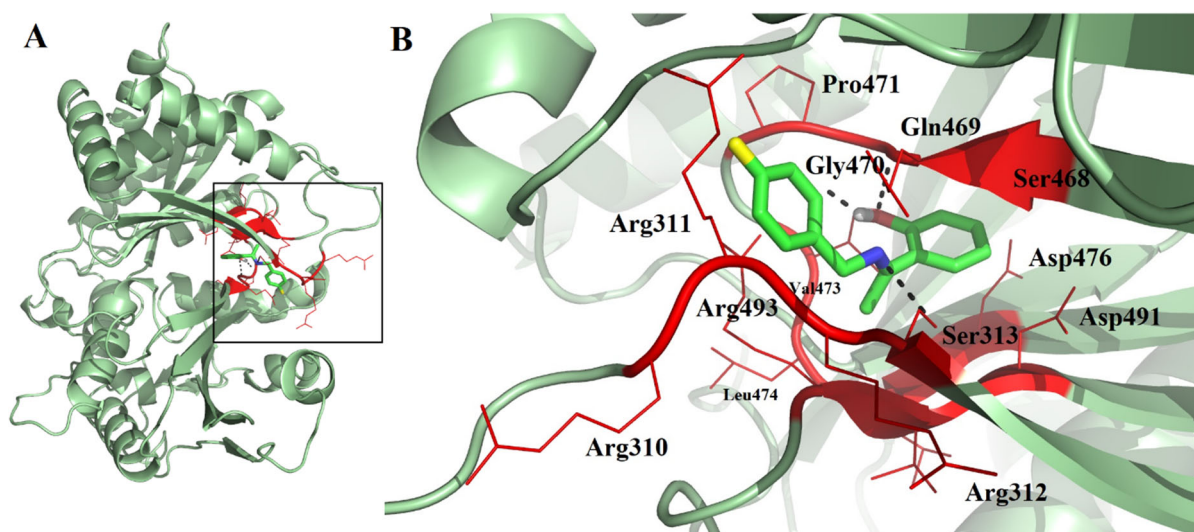 A
B
Pro471
Gln469
Gly470
Ser468
Arg311
Asp476
Val473
Arg493
Asp491
Ser313
Leu474
Arg310
Arg312